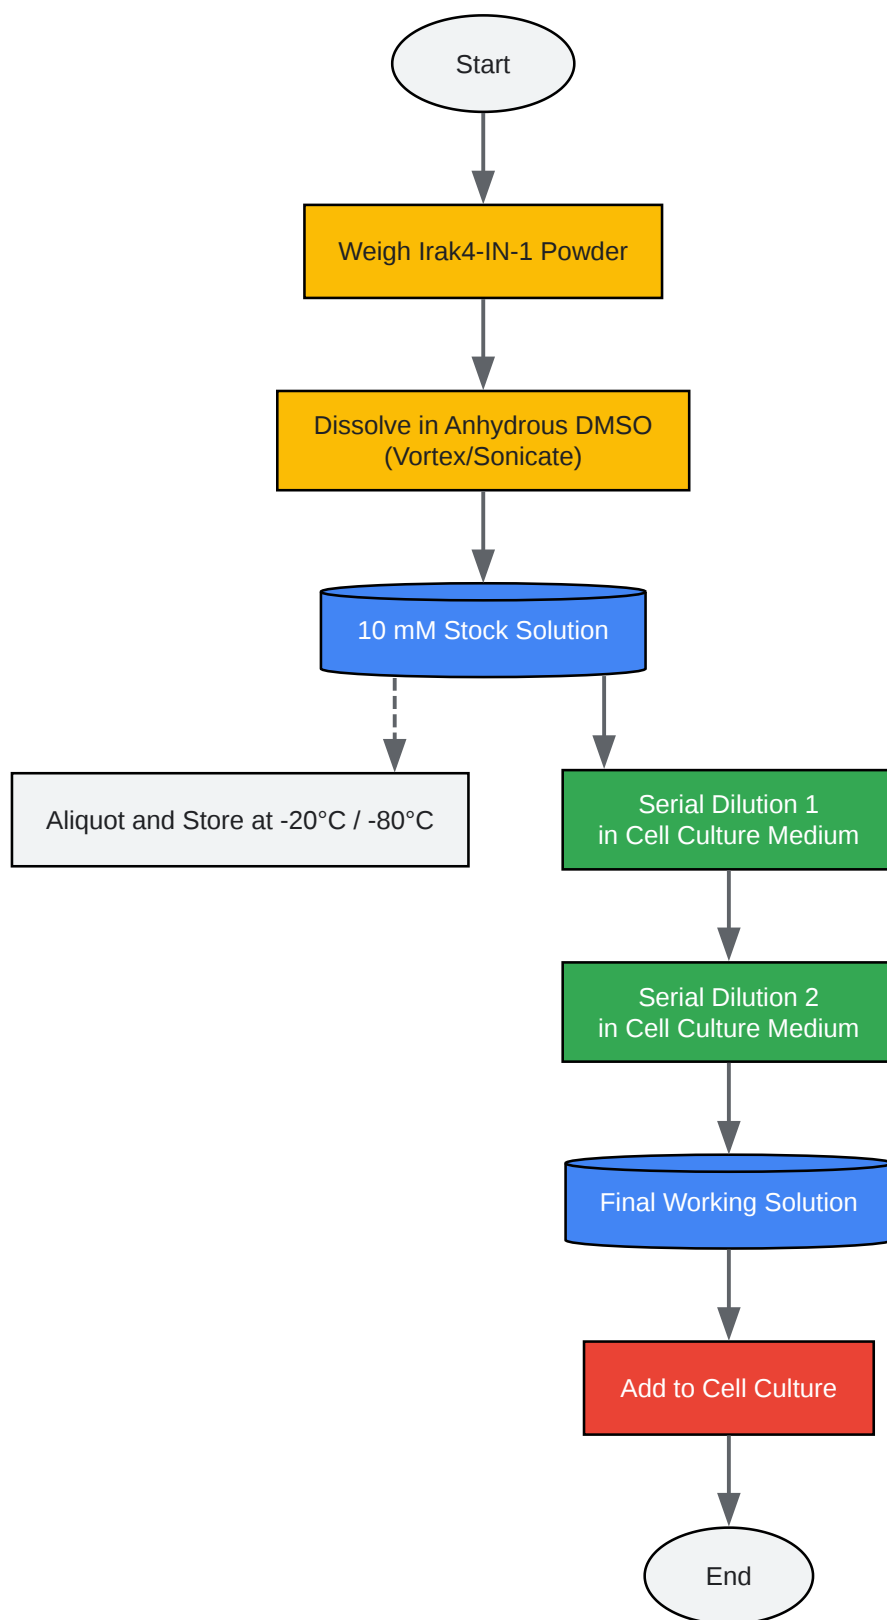 Start
Weigh Irak4-IN-1 Powder
Dissolve in Anhydrous DMSO
(Vortex/Sonicate)
10 mM Stock Solution
Aliquot and Store at -20°C / -80°C
Serial Dilution 1
in Cell Culture Medium
Serial Dilution 2
in Cell Culture Medium
Final Working Solution
Add to Cell Culture
End